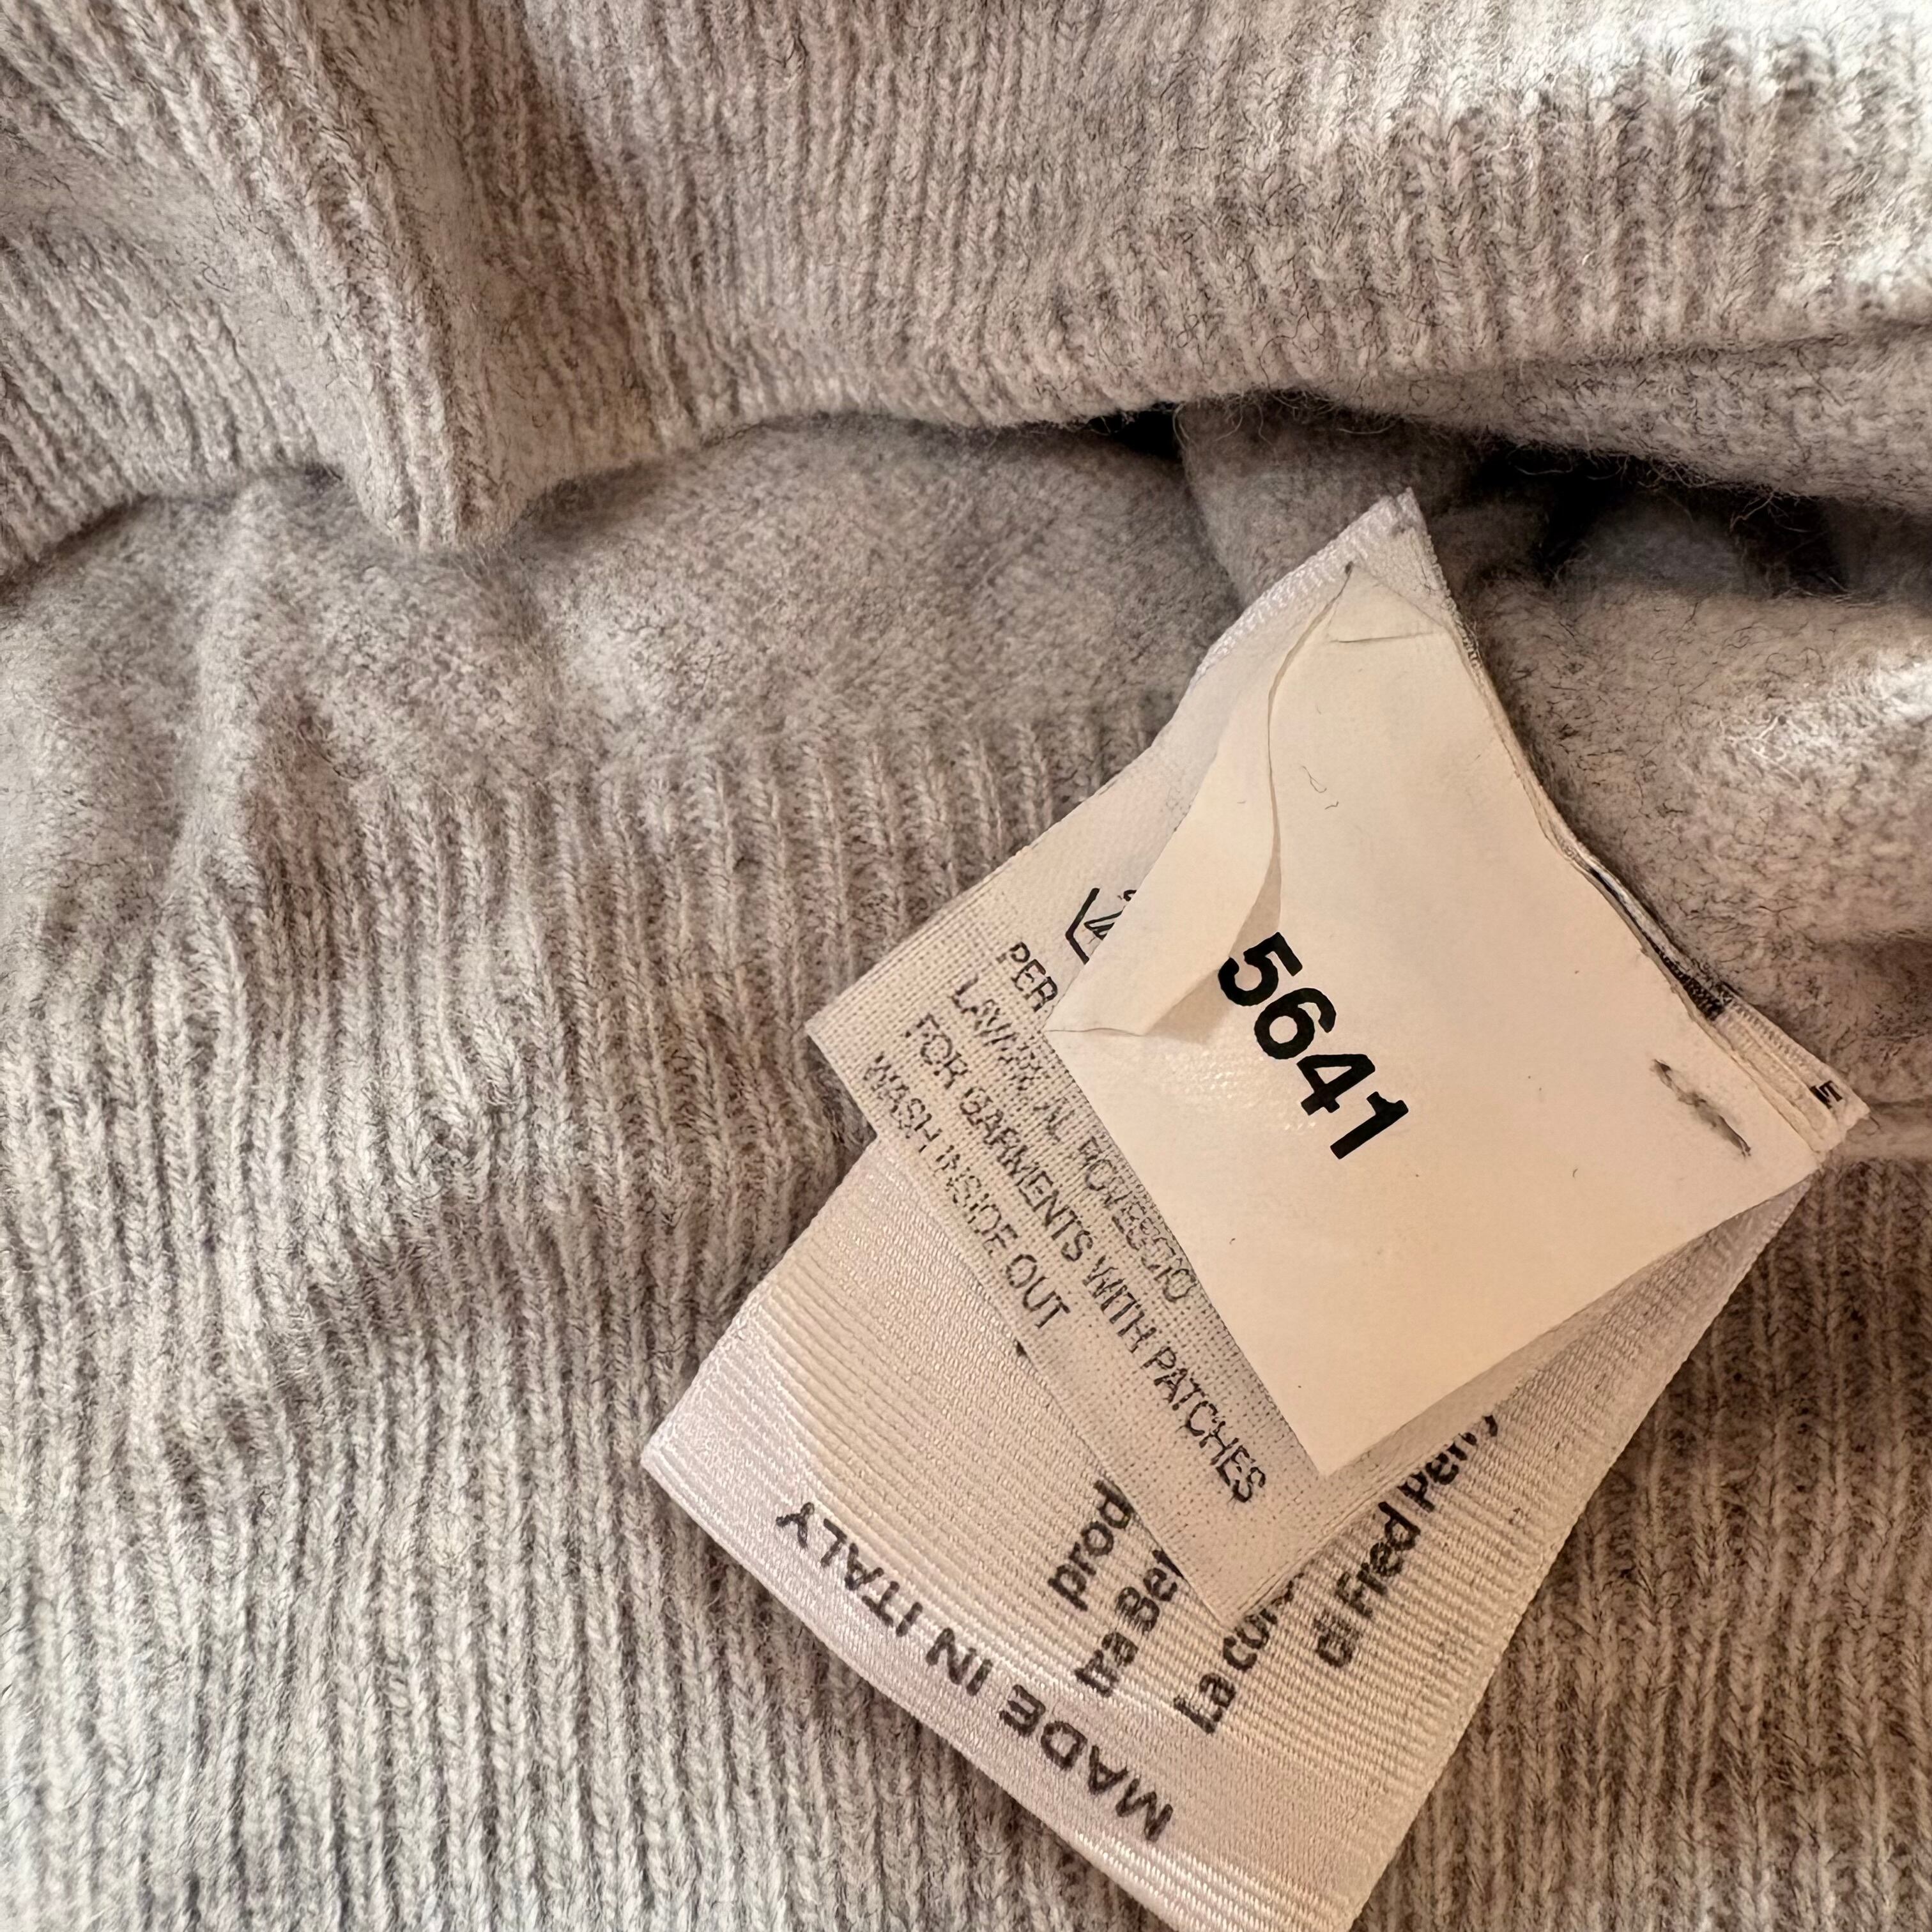 5641
PER
LAVARE AL ROVESCIO
FOR GARMENTS WITH PATCHES
WASH INSIDE OUT
prod
tra Bel
La co
di Fred Perry
MADE IN ITALY